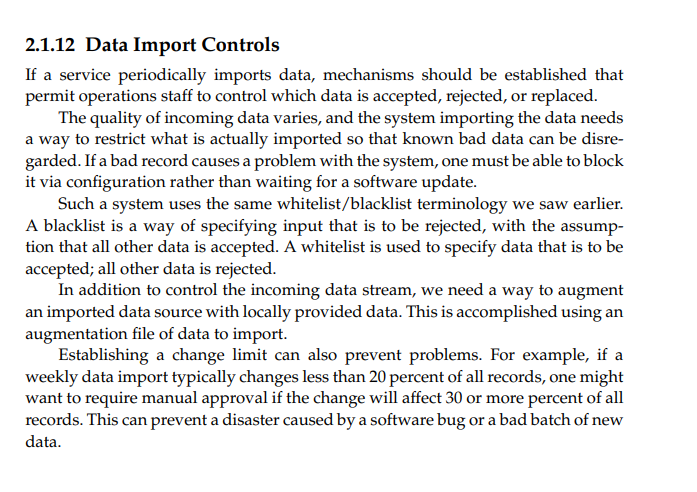 2.1.12 Data Import Controls
If a service periodically imports data, mechanisms should be established that
permit operations staff to control which data is accepted, rejected, or replaced.
The quality of incoming data varies, and the system importing the data needs
a way to restrict what is actually imported so that known bad data can be disre-
garded. If a bad record causes a problem with the system, one must be able to block
it via configuration rather than waiting for a software update.
Such a system uses the same whitelist/blacklist terminology we saw earlier.
A blacklist is a way of specifying input that is to be rejected, with the assump-
tion that all other data is accepted. A whitelist is used to specify data that is to be
accepted; all other data is rejected.
In addition to control the incoming data stream, we need a way to augment
an imported data source with locally provided data. This is accomplished using an
augmentation file of data to import.
Establishing a change limit can also prevent problems. For example, if a
weekly data import typically changes less than 20 percent of all records, one might
want to require manual approval if the change will affect 30 or more percent of all
records. This can prevent a disaster caused by a software bug or a bad batch of new
data.